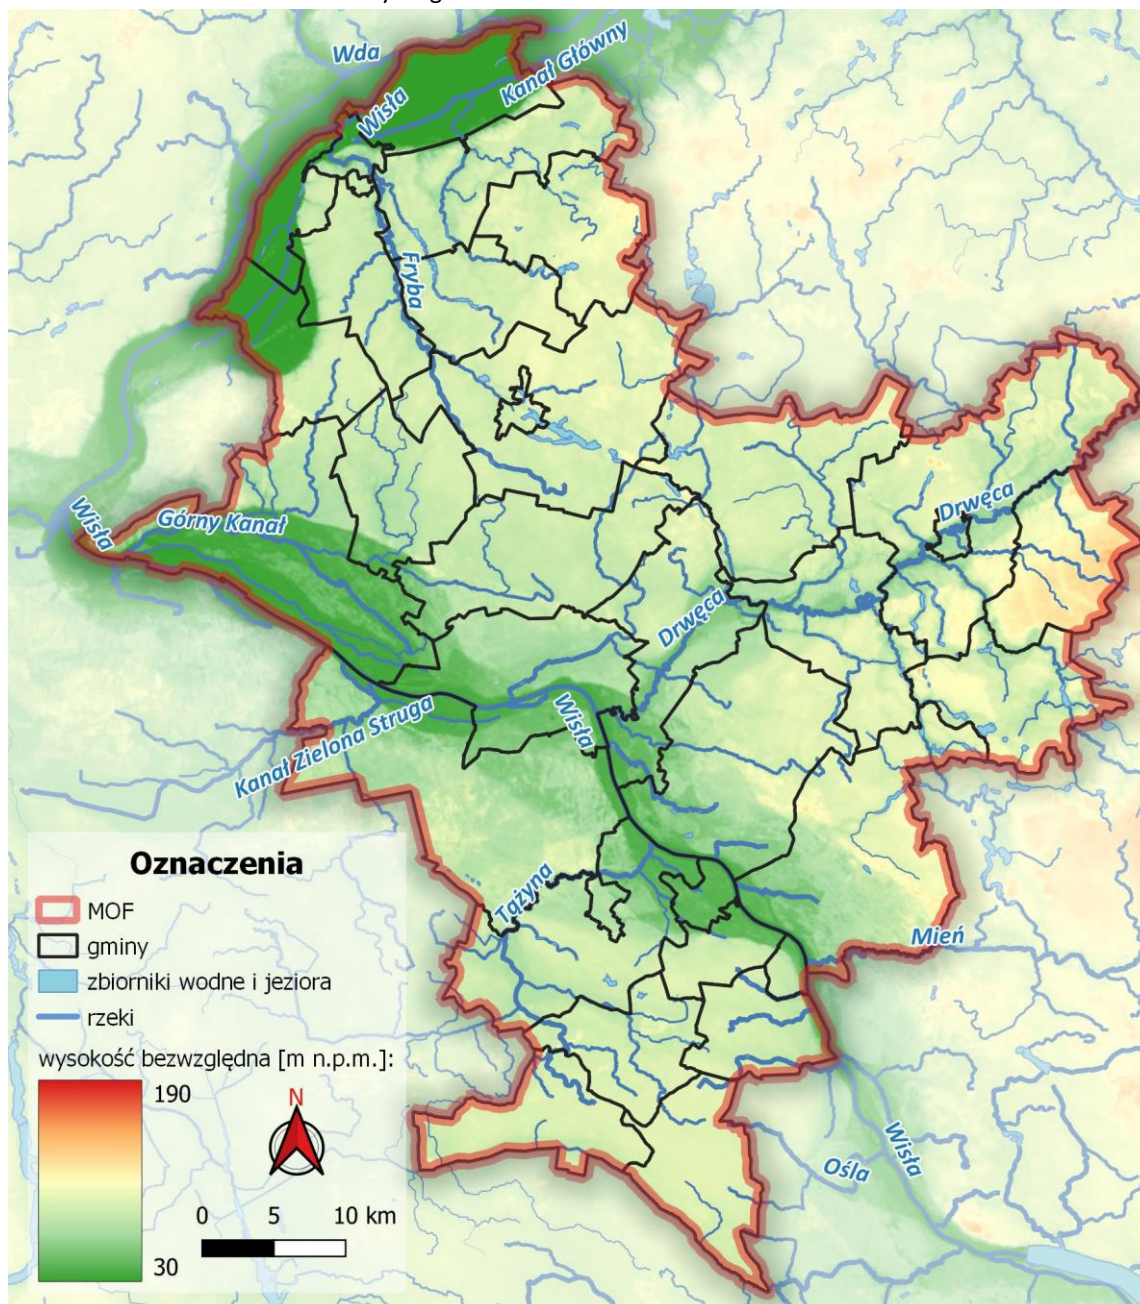 Wda
Kanał Główny
Wisła
Fryba
Wisła
Górny Kanał
Drwęca
Drwęca
Wisła
Kanał Zielona Struga
Tążyna
Mień
Wisła
Ośla
Oznaczenia
MOF
gminy
zbiorniki wodne i jeziora
rzeki
wysokość bezwzględna [m n.p.m.]:
190
30
N
0 5 10 km